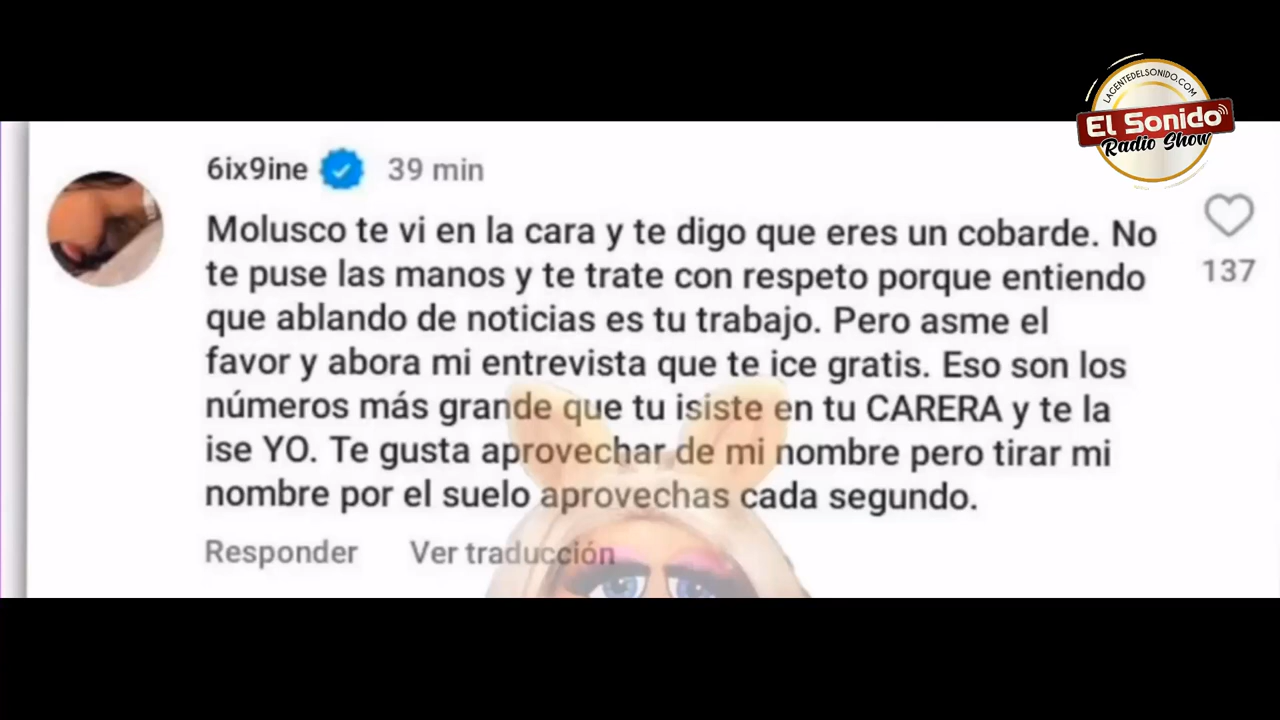 LAGENTEDELSONIDO.COM
El Sonido
Radio Show
6ix9ine 39 min
Molusco te vi en la cara y te digo que eres un cobarde. No
te puse las manos y te trate con respeto porque entiendo
que ablando de noticias es tu trabajo. Pero asme el
favor y abora mi entrevista que te ice gratis. Eso son los
números más grande que tu isiste en tu CARERA y te la
ise YO. Te gusta aprovechar de mi nombre pero tirar mi
nombre por el suelo aprovechas cada segundo.
137
Responder Ver traducción